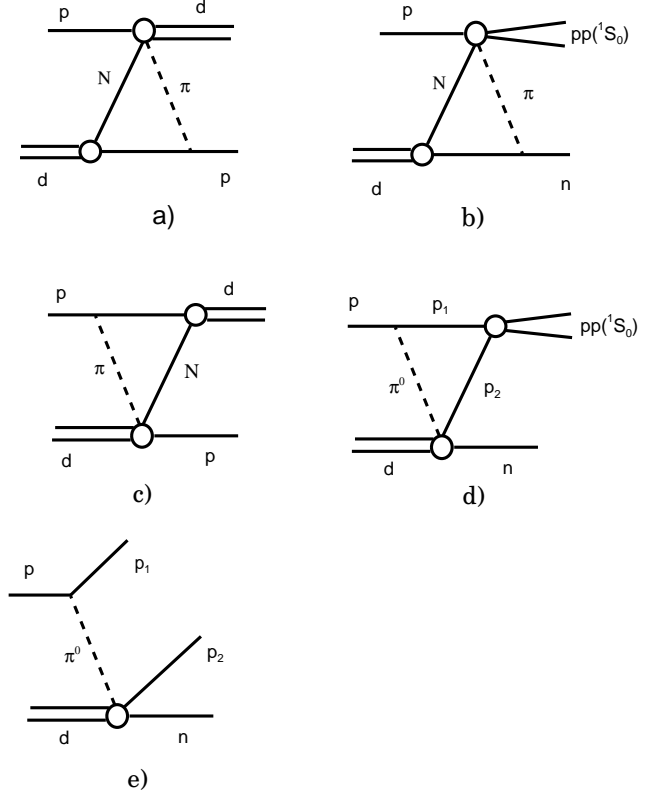 p d p
N π N π pp(¹S₀)
d p d n
a) b)
p d p p₁
π N π⁰ p₂ pp(¹S₀)
d p d n
c) d)
p p₁
π⁰ p₂
d n
e)